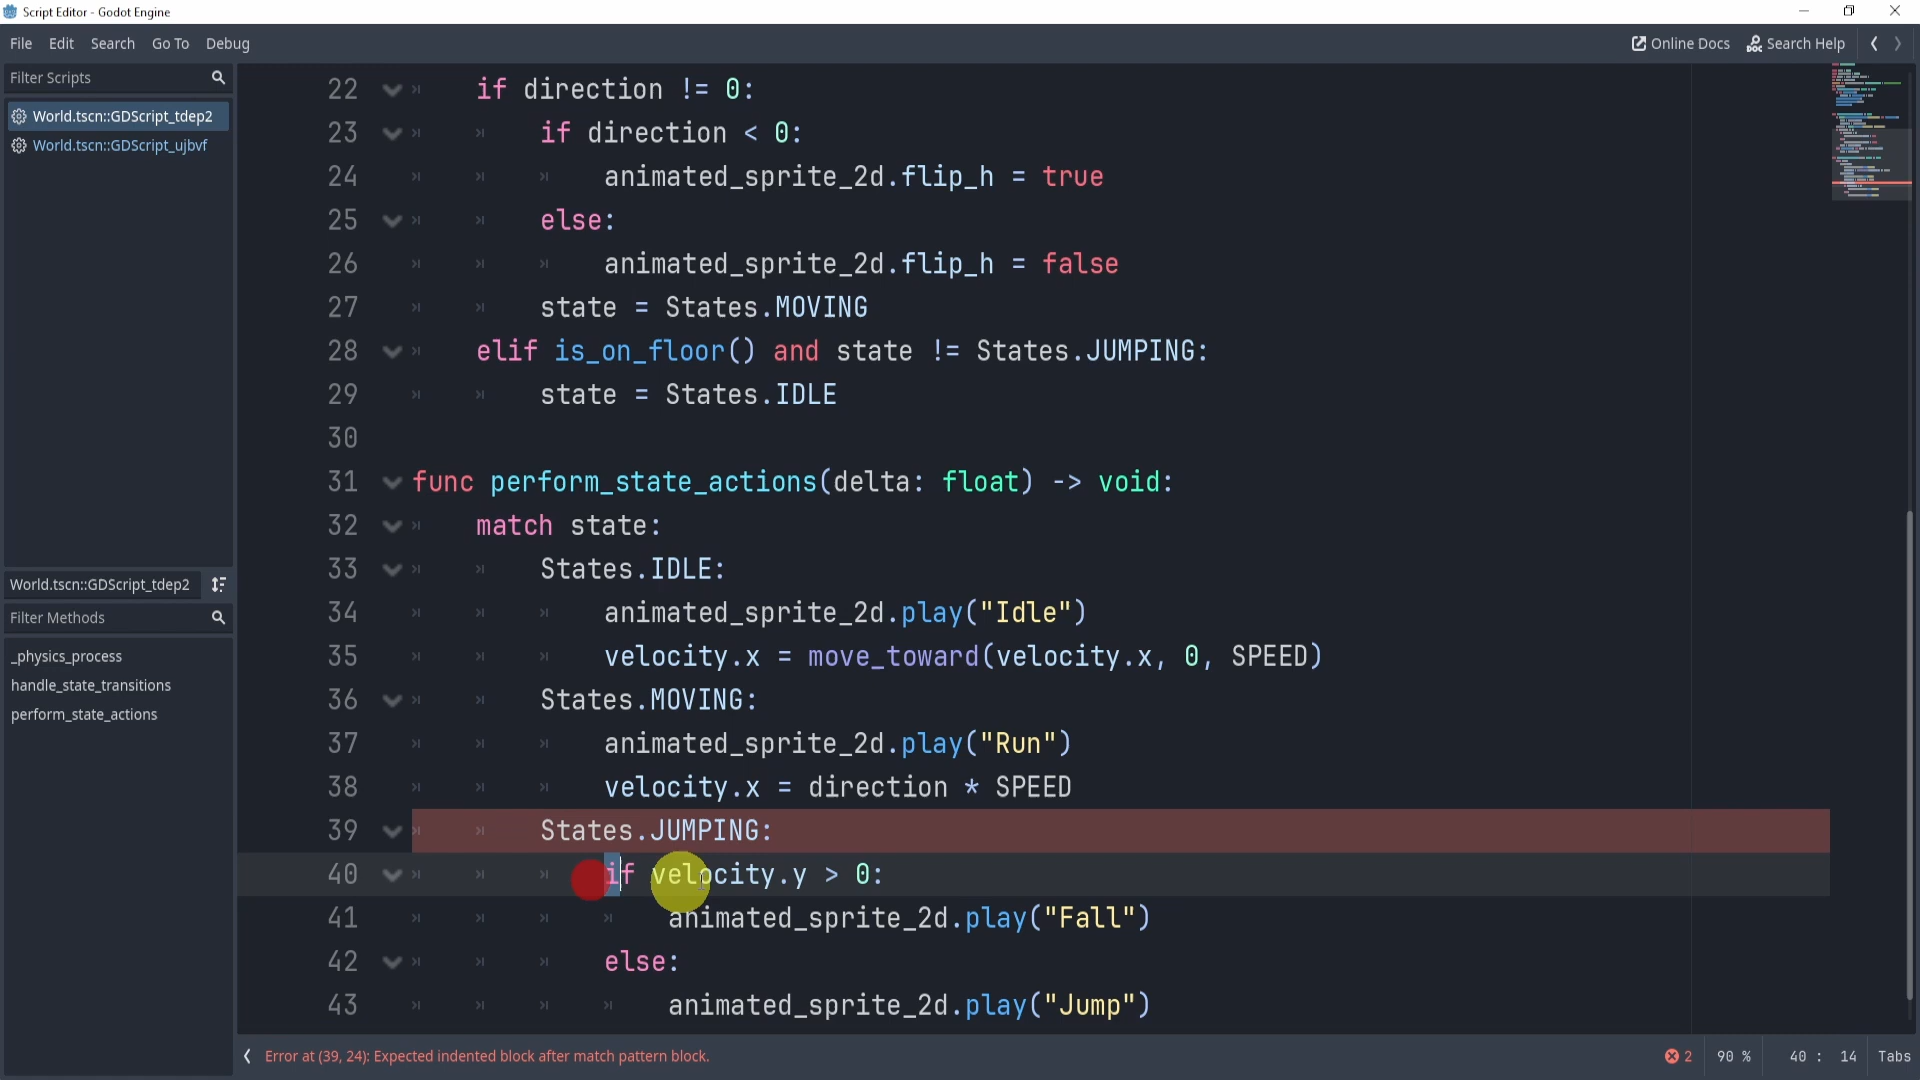 Script Editor - Godot Engine
File Edit Search Go To Debug
Online Docs Search Help
Filter Scripts
World.tscn::GDScript_tdep2
World.tscn::GDScript_ujbvf
World.tscn::GDScript_tdep2
Filter Methods
_physics_process
handle_state_transitions
perform_state_actions
22 if direction != 0:
23 if direction < 0:
24 animated_sprite_2d.flip_h = true
25 else:
26 animated_sprite_2d.flip_h = false
27 state = States.MOVING
28 elif is_on_floor() and state != States.JUMPING:
29 state = States.IDLE
30
31 func perform_state_actions(delta: float) -> void:
32 match state:
33 States.IDLE:
34 animated_sprite_2d.play("Idle")
35 velocity.x = move_toward(velocity.x, 0, SPEED)
36 States.MOVING:
37 animated_sprite_2d.play("Run")
38 velocity.x = direction * SPEED
39 States.JUMPING:
40 if velocity.y > 0:
41 animated_sprite_2d.play("Fall")
42 else:
43 animated_sprite_2d.play("Jump")
Error at (39, 24): Expected indented block after match pattern block.
2 90 % 40 : 14 Tabs